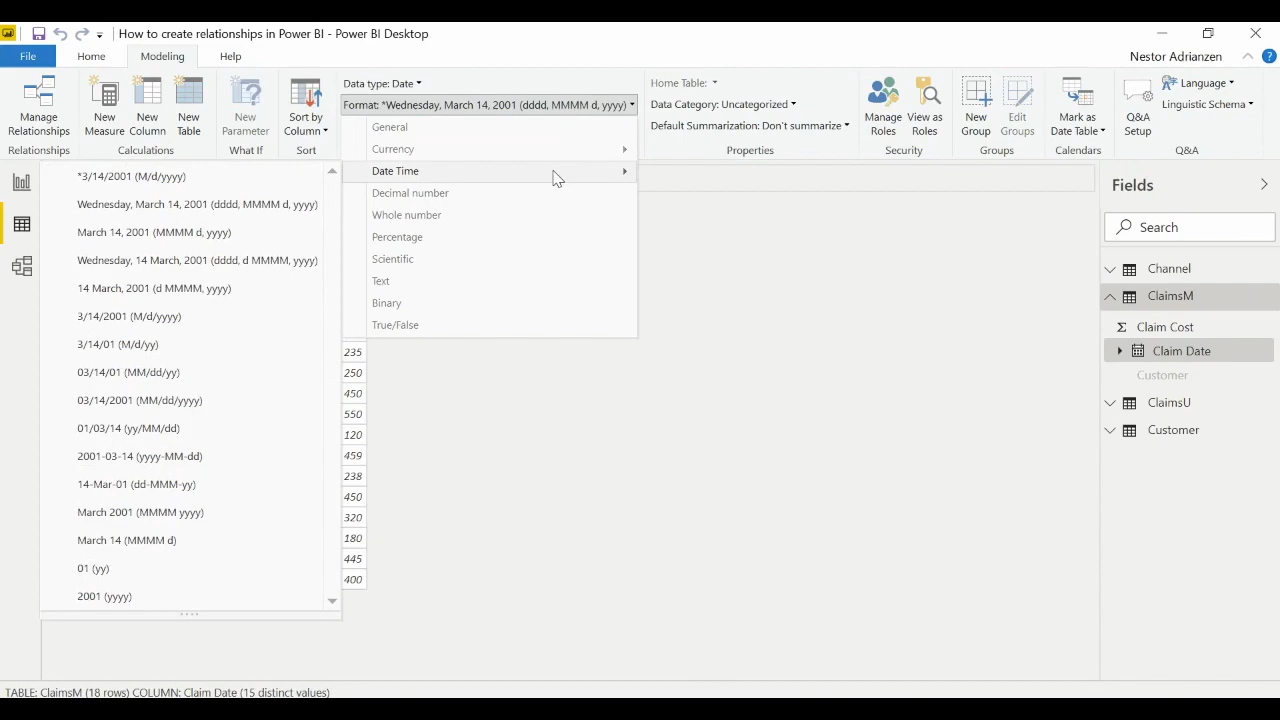 How to create relationships in Power BI - Power BI Desktop
File Home Modeling Help Nestor Adrianzen ?
Manage Relationships
New Measure
New Column
New Table
New Parameter
Sort by Column
Data type: Date
Format: *Wednesday, March 14, 2001 (dddd, MMMM d, yyyy)
Home Table:
Data Category: Uncategorized
Default Summarization: Don't summarize
Manage Roles
View as Roles
New Group
Edit Groups
Mark as Date Table
Q&A Setup
Language
Linguistic Schema
Relationships Calculations What If Sort Properties Security Groups Calendars Q&A
General
Currency
Date Time
Decimal number
Whole number
Percentage
Scientific
Text
Binary
True/False
*3/14/2001 (M/d/yyyy)
Wednesday, March 14, 2001 (dddd, MMMM d, yyyy)
March 14, 2001 (MMMM d, yyyy)
Wednesday, 14 March, 2001 (dddd, d MMMM, yyyy)
14 March, 2001 (d MMMM, yyyy)
3/14/2001 (M/d/yyyy)
3/14/01 (M/d/yy)
03/14/01 (MM/dd/yy)
03/14/2001 (MM/dd/yyyy)
01/03/14 (yy/MM/dd)
2001-03-14 (yyyy-MM-dd)
14-Mar-01 (dd-MMM-yy)
March 2001 (MMMM yyyy)
March 14 (MMMM d)
01 (yy)
2001 (yyyy)
235
250
450
550
120
459
238
450
320
180
445
400
Fields
Search
Channel
ClaimsM
Σ Claim Cost
Claim Date
Customer
ClaimsU
Customer
TABLE: ClaimsM (18 rows) COLUMN: Claim Date (15 distinct values)